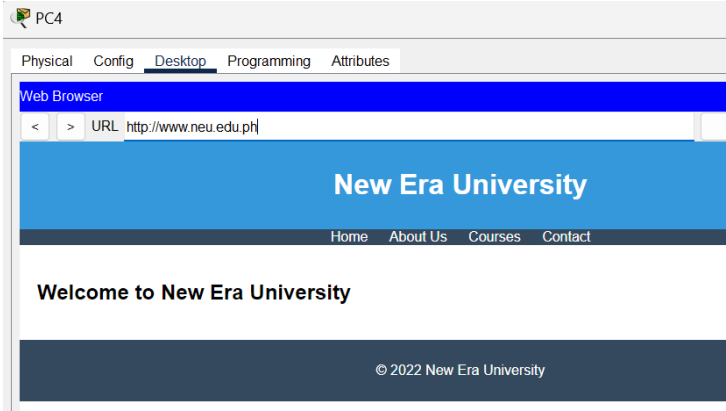 PC4
Physical Config Desktop Programming Attributes
Web Browser
< > URL http://www.neu.edu.ph
New Era University
Home About Us Courses Contact
Welcome to New Era University
© 2022 New Era University